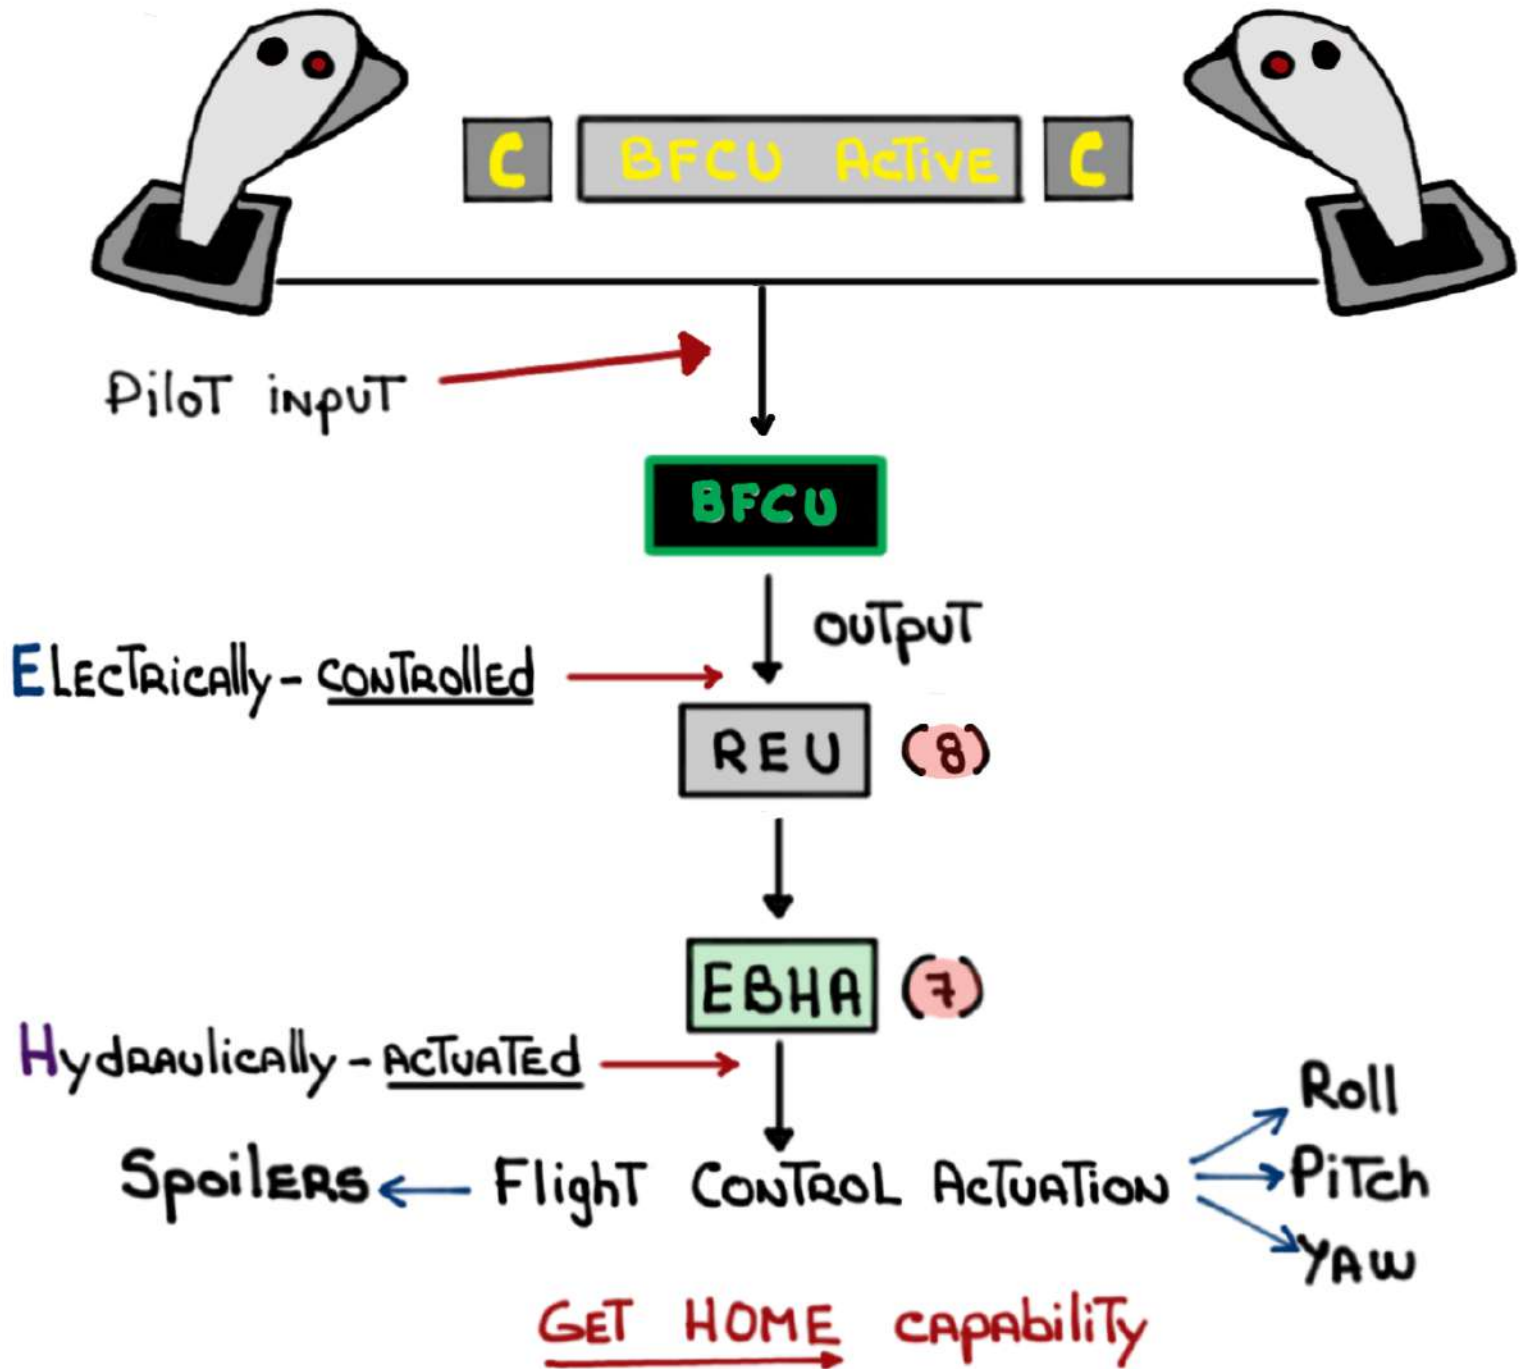 C BFCU ACTIVE C
PiloT iNpuT
BFCU
OUTpUT
ELECTRically - CONTROllEd
REU (8)
EBHA (7)
HydRAulicAlly - ACTUATEd
Roll
SpoilERS FlighT CONTROL ACTUATION PiTch
YAW
GET HOME CApAbiliTy